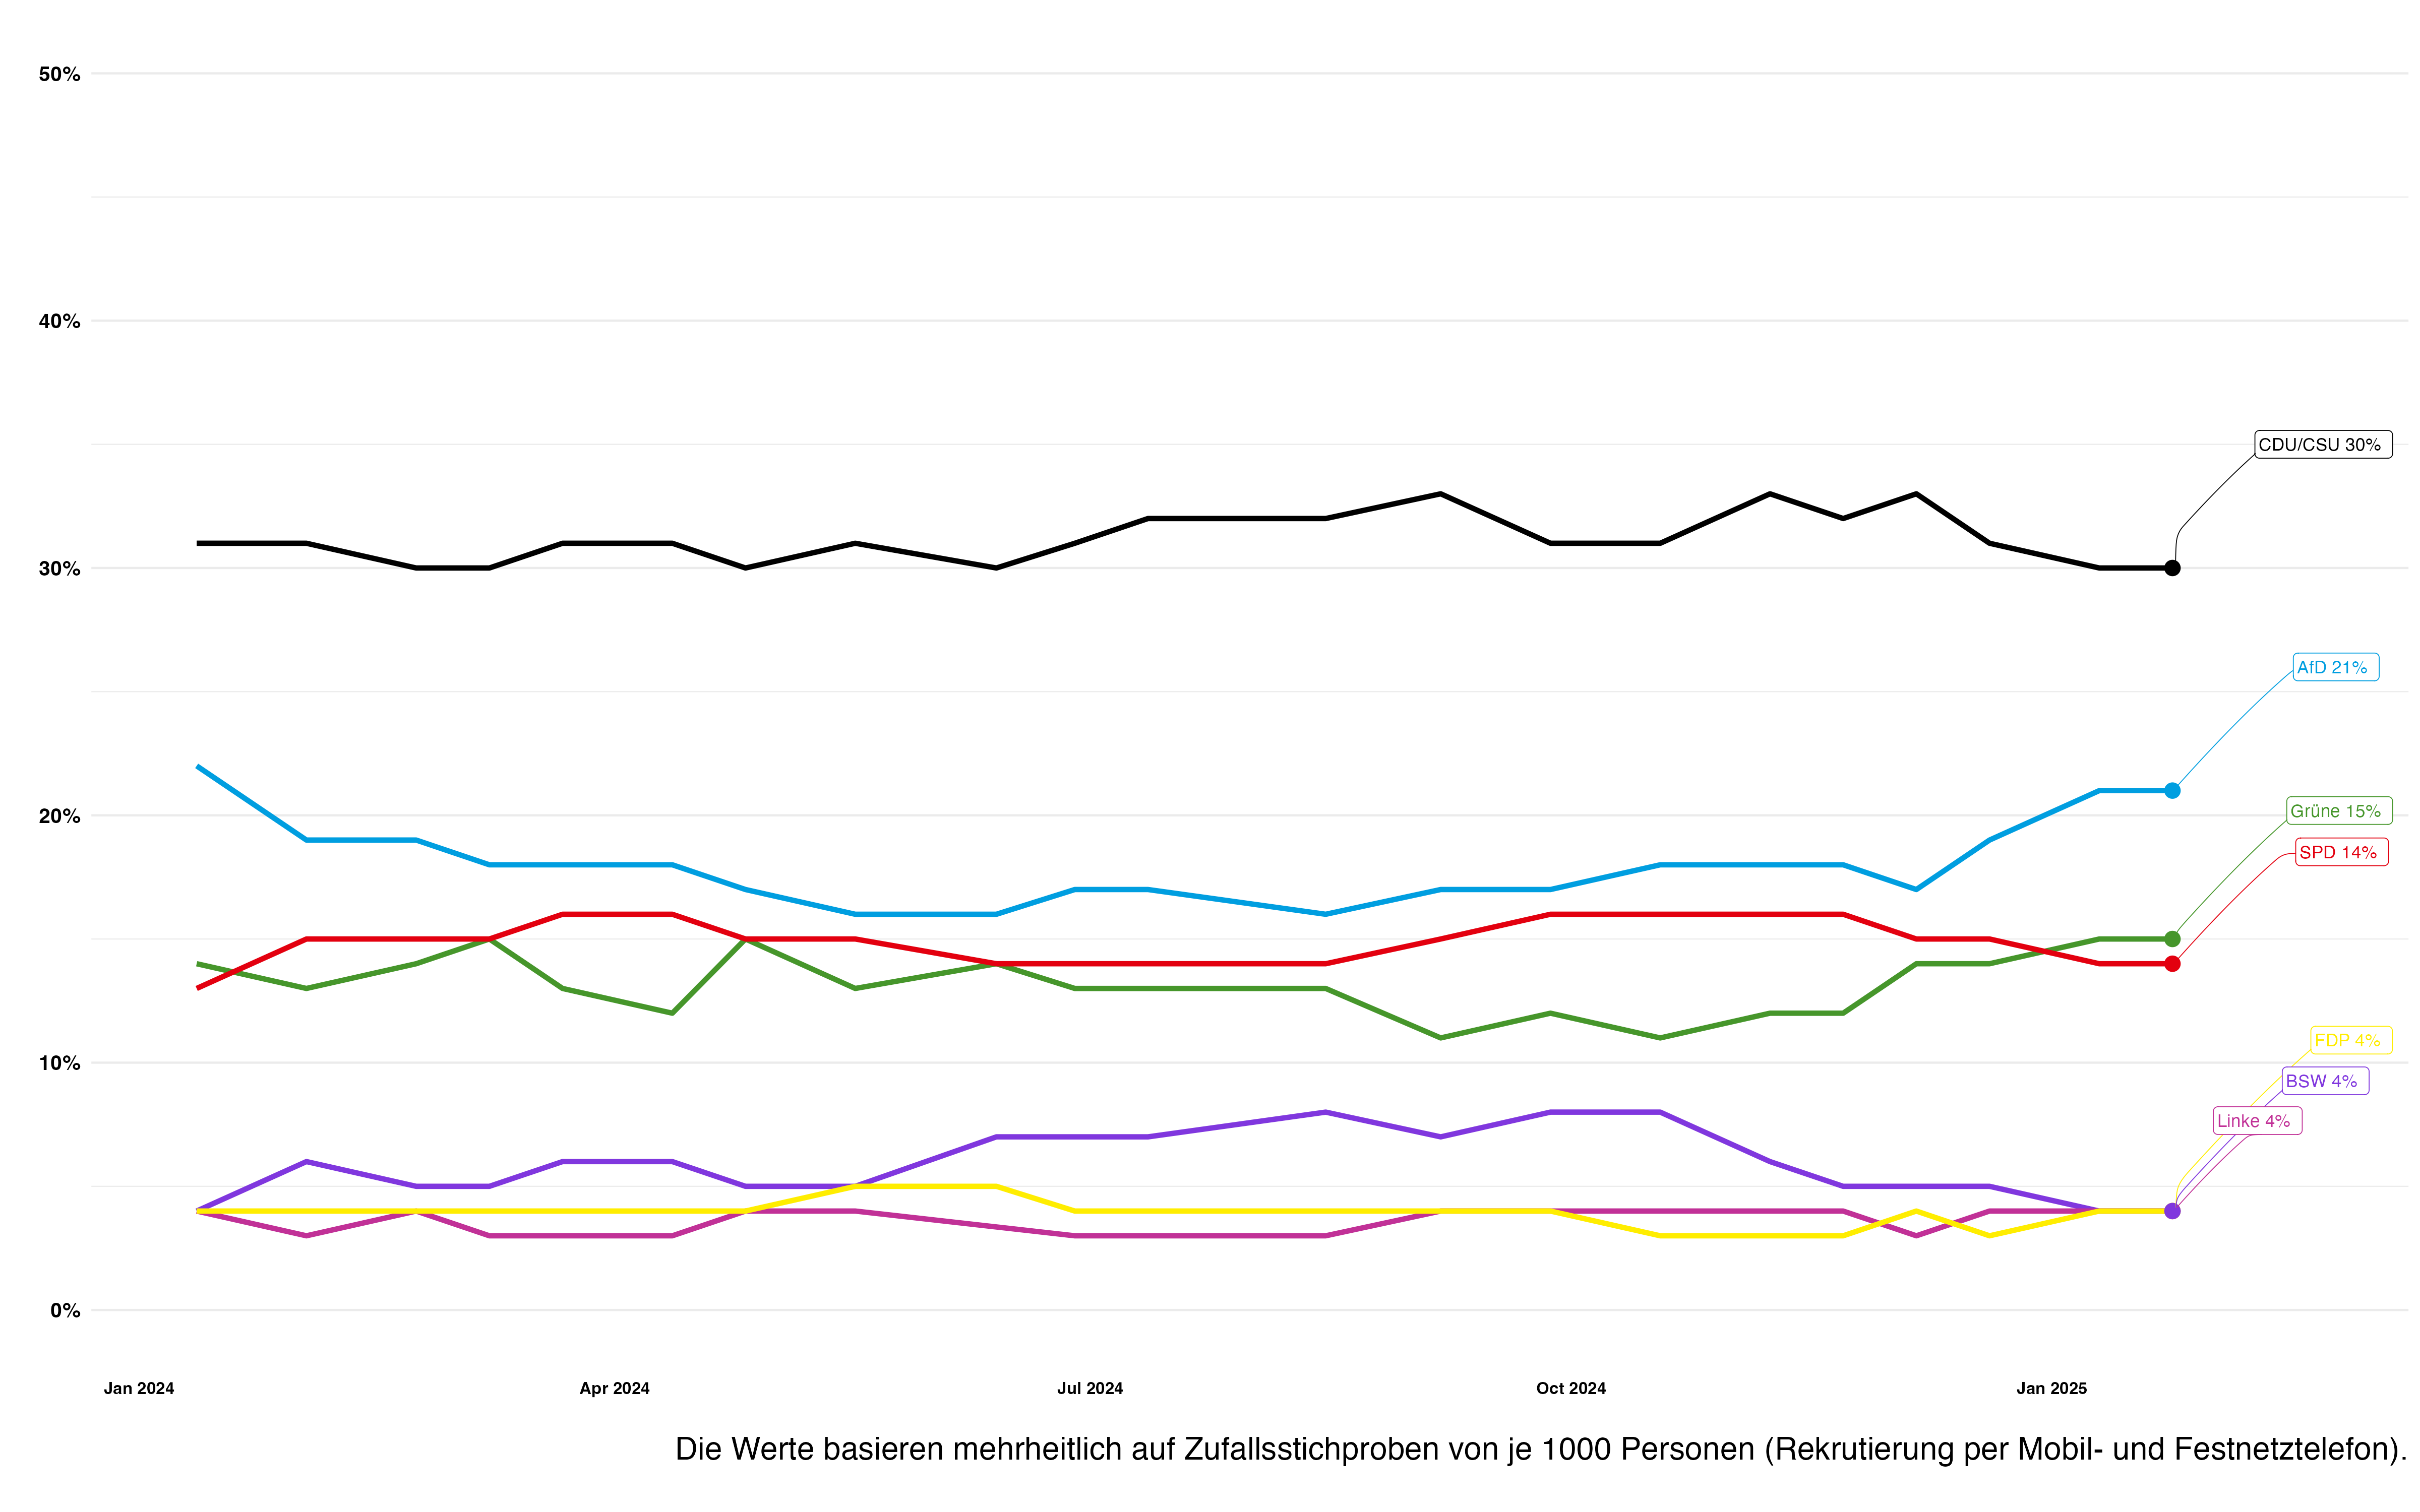 50%
40%
CDU/CSU 30%
30%
AfD 21%
Grüne 15%
20%
SPD 14%
FDP 4%
10%
BSW 4%
Linke 4%
0%
Jan 2024 Apr 2024 Jul 2024 Oct 2024 Jan 2025
Die Werte basieren mehrheitlich auf Zufallsstichproben von je 1000 Personen (Rekrutierung per Mobil- und Festnetztelefon).